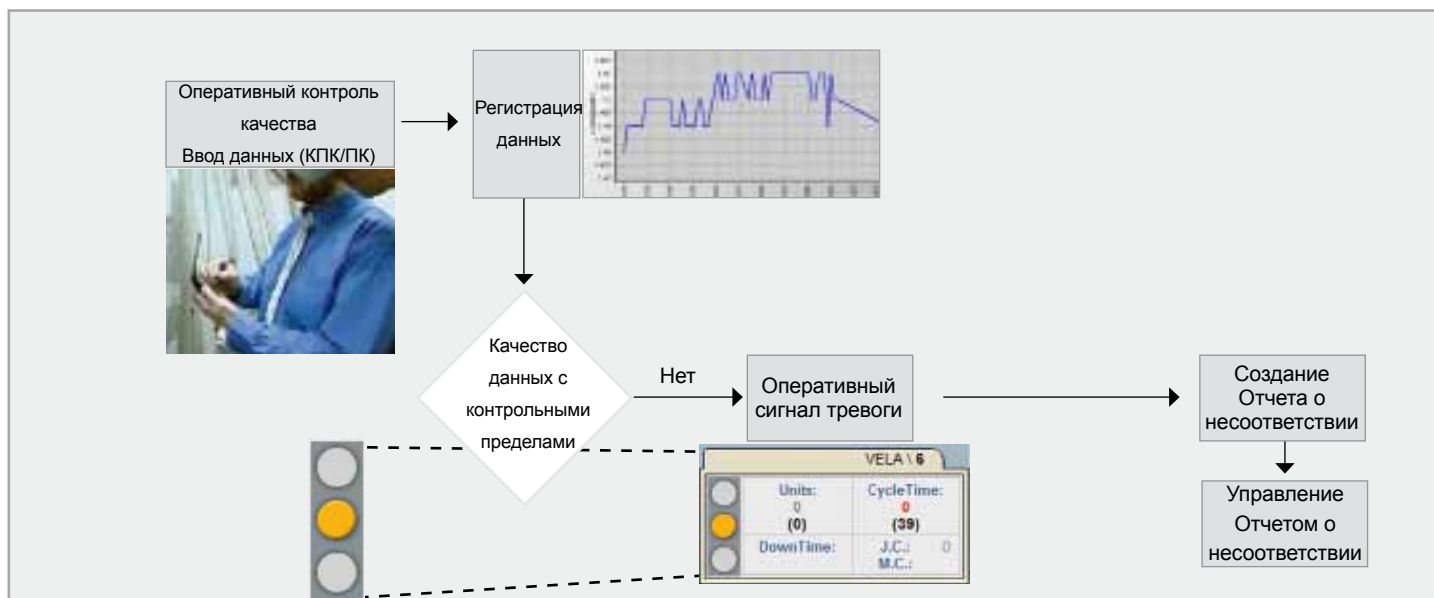 Оперативный контроль
качества
Ввод данных (КПК/ПК)
Регистрация
данных
Качество
данных с
контрольными
пределами
Нет
Оперативный
сигнал тревоги
Создание
Отчета о
несоответствии
Управление
Отчетом о
несоответствии
VELA \ 6
Units:
0
(0)
CycleTime:
0
(39)
DownTime:
J.C.: 0
M.C.: